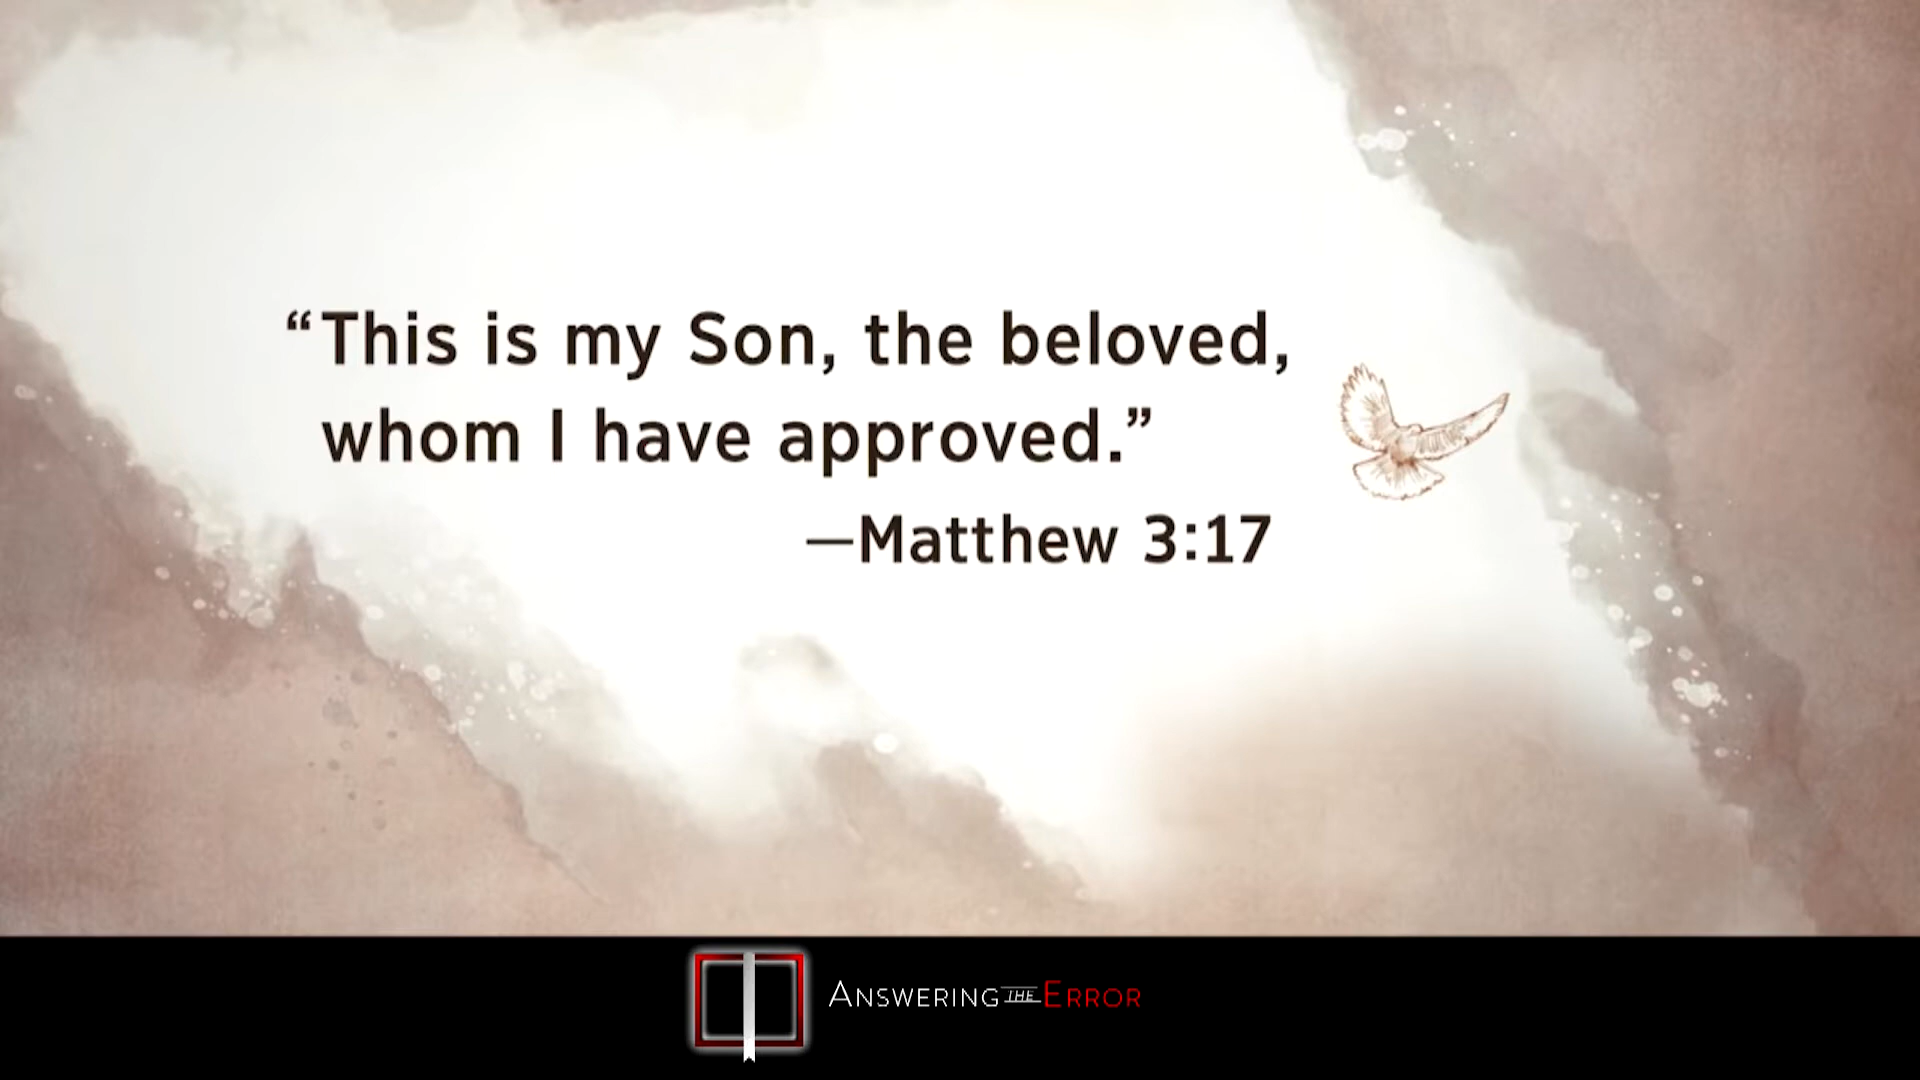 “This is my Son, the beloved,
whom I have approved.”
—Matthew 3:17
ANSWERING THE ERROR